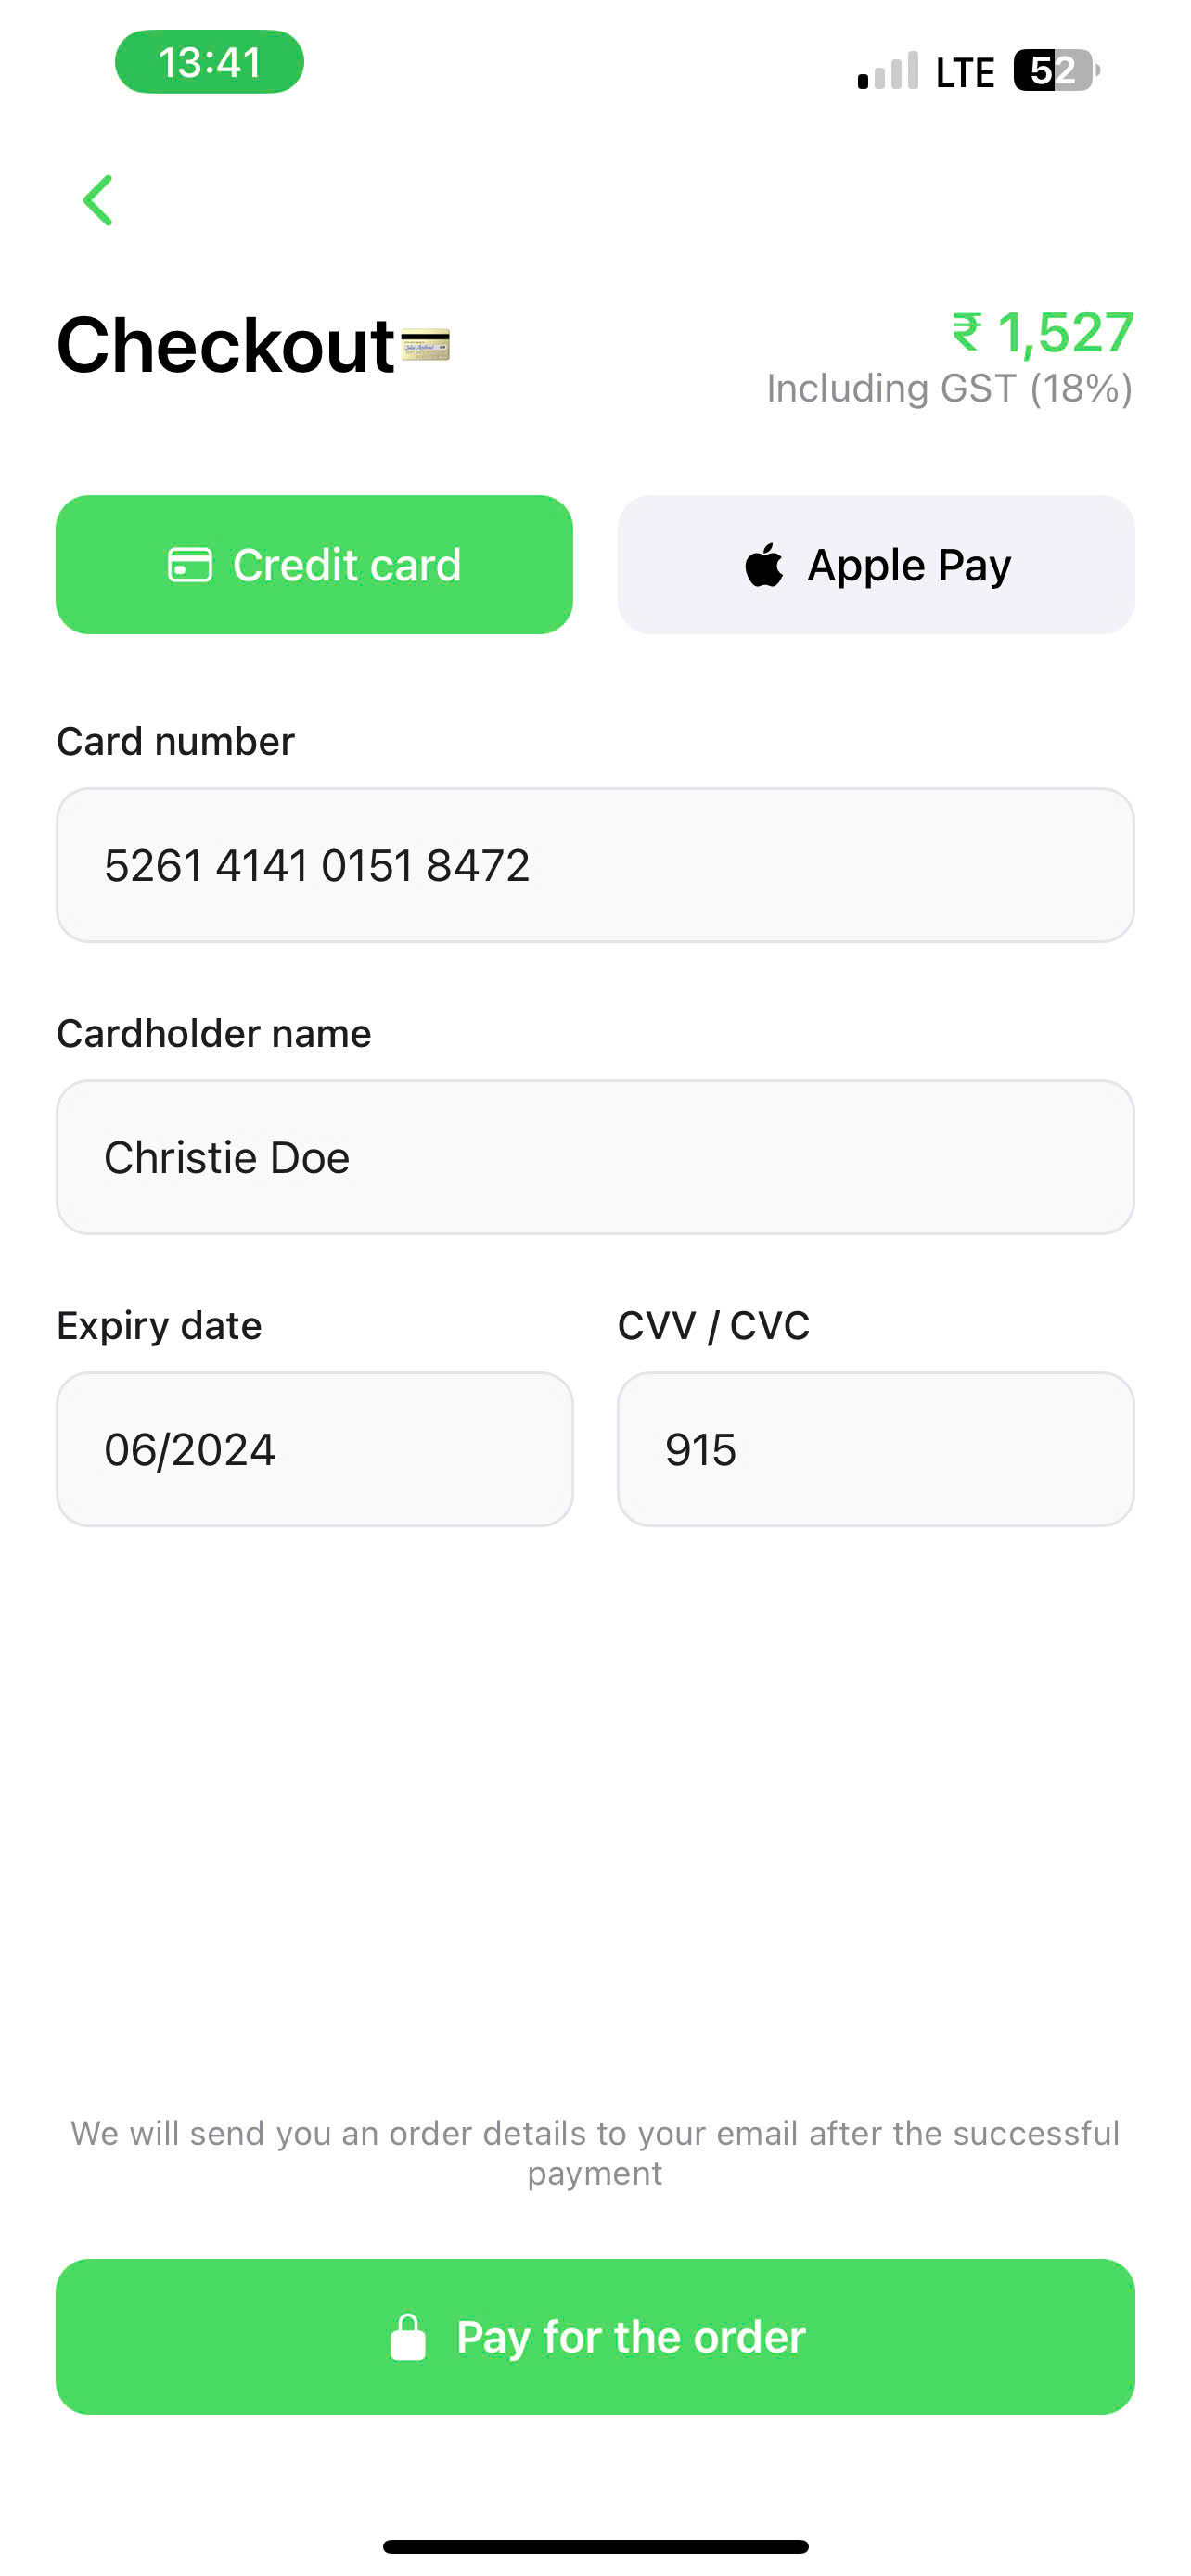 13:41
LTE 52
Checkout
₹ 1,527
Including GST (18%)
Credit card
Apple Pay
Card number
5261 4141 0151 8472
Cardholder name
Christie Doe
Expiry date
CVV / CVC
06/2024
915
We will send you an order details to your email after the successful
payment
Pay for the order